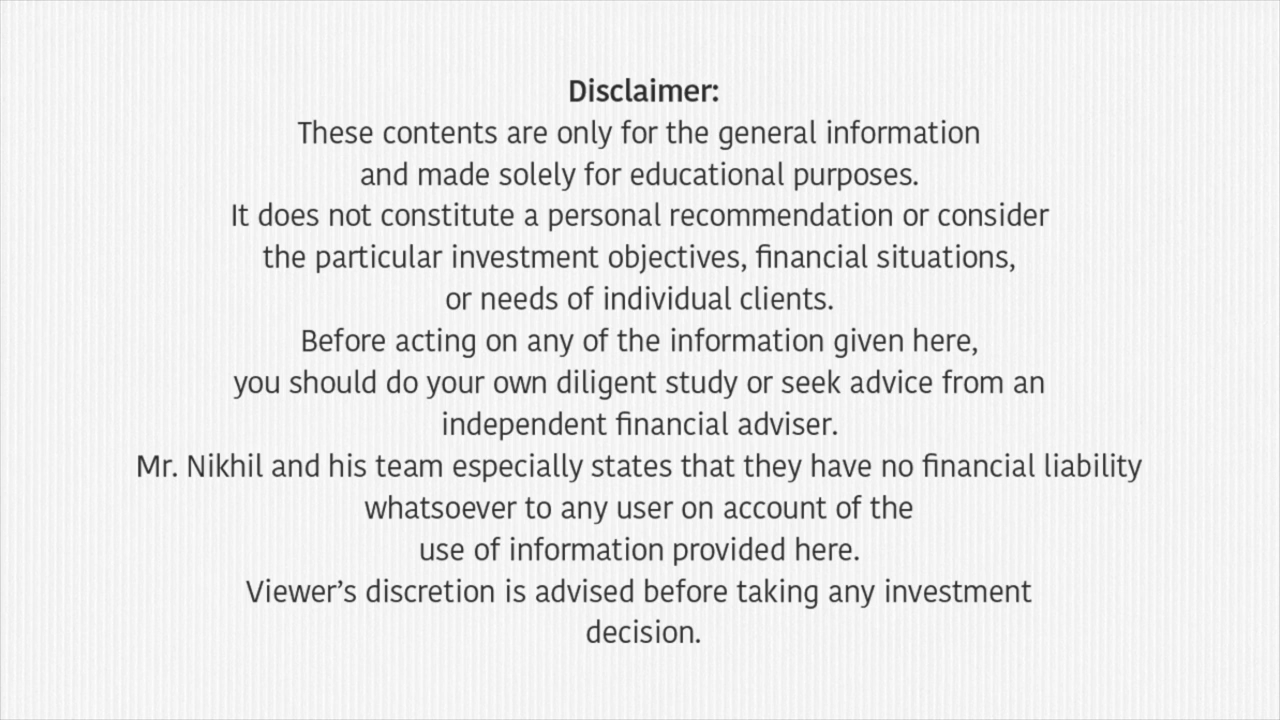 Disclaimer:
These contents are only for the general information
and made solely for educational purposes.
It does not constitute a personal recommendation or consider
the particular investment objectives, financial situations,
or needs of individual clients.
Before acting on any of the information given here,
you should do your own diligent study or seek advice from an
independent financial adviser.
Mr. Nikhil and his team especially states that they have no financial liability
whatsoever to any user on account of the
use of information provided here.
Viewer’s discretion is advised before taking any investment
decision.